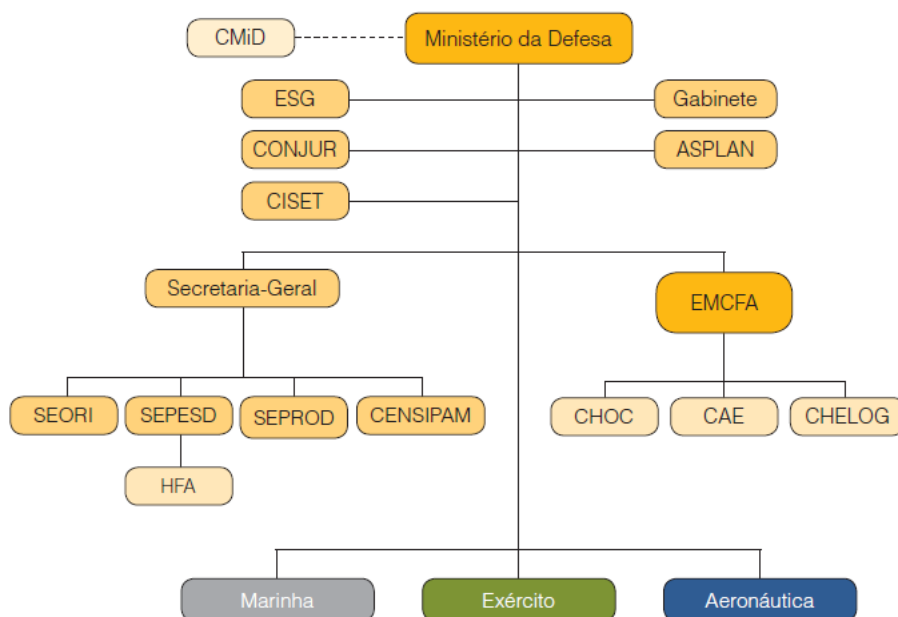 CMiD
Ministério da Defesa
ESG
Gabinete
CONJUR
ASPLAN
CISET
Secretaria-Geral
EMCFA
SEORI
SEPESD
SEPROD
CENSIPAM
CHOC
CAE
CHELOG
HFA
Marinha
Exército
Aeronáutica